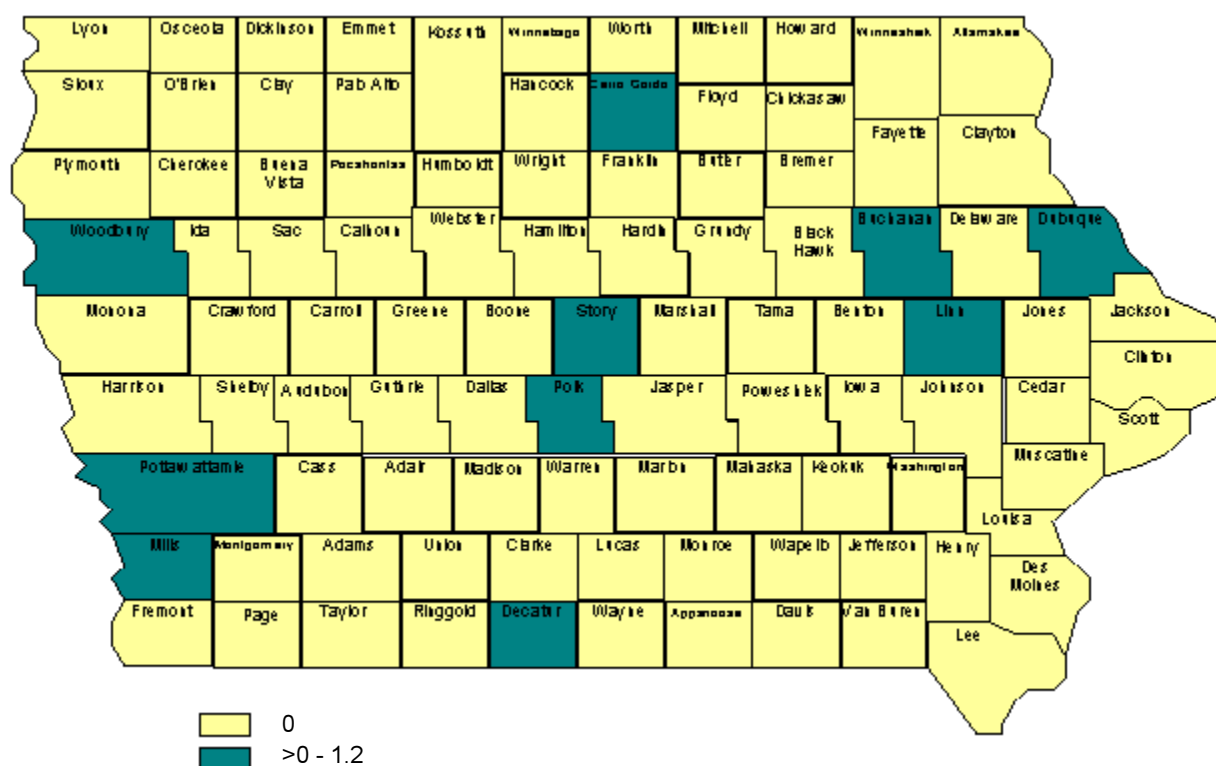 Lyon Osceola Dickinson Emmet Kossuth Winnebago Worth Mitchell Howard Winneshiek Allamakee
Sioux O'Brien Clay Palo Alto Hancock Cerro Gordo Floyd Chickasaw
Fayette Clayton
Plymouth Cherokee Buena Vista Pocahontas Humboldt Wright Franklin Butler Bremer
Woodbury Ida Sac Calhoun Webster Hamilton Hardin Grundy Black Hawk Buchanan Delaware Dubuque
Monona Crawford Carroll Greene Boone Story Marshall Tama Benton Linn Jones Jackson
Clinton
Harrison Shelby Audubon Guthrie Dallas Polk Jasper Poweshiek Iowa Johnson Cedar
Scott
Pottawattamie Cass Adair Madison Warren Marion Mahaska Keokuk Washington Muscatine
Louisa
Mills Montgomery Adams Union Clarke Lucas Monroe Wapello Jefferson Henry Des Moines
Fremont Page Taylor Ringgold Decatur Wayne Appanoose Davis Van Buren
Lee
0
>0 - 1.2